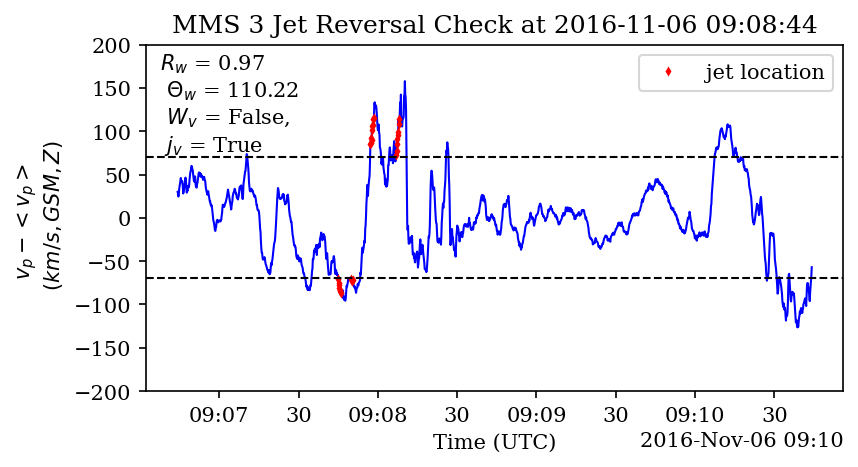 MMS 3 Jet Reversal Check at 2016-11-06 09:08:44
R_w = 0.97
Θ_w = 110.22
W_v = False,
j_v = True
jet location
200
150
100
50
0
−50
−100
−150
−200
v_p − < v_p >
(km/s, GSM, Z)
09:07 30 09:08 30 09:09 30 09:10 30
Time (UTC)
2016-Nov-06 09:10